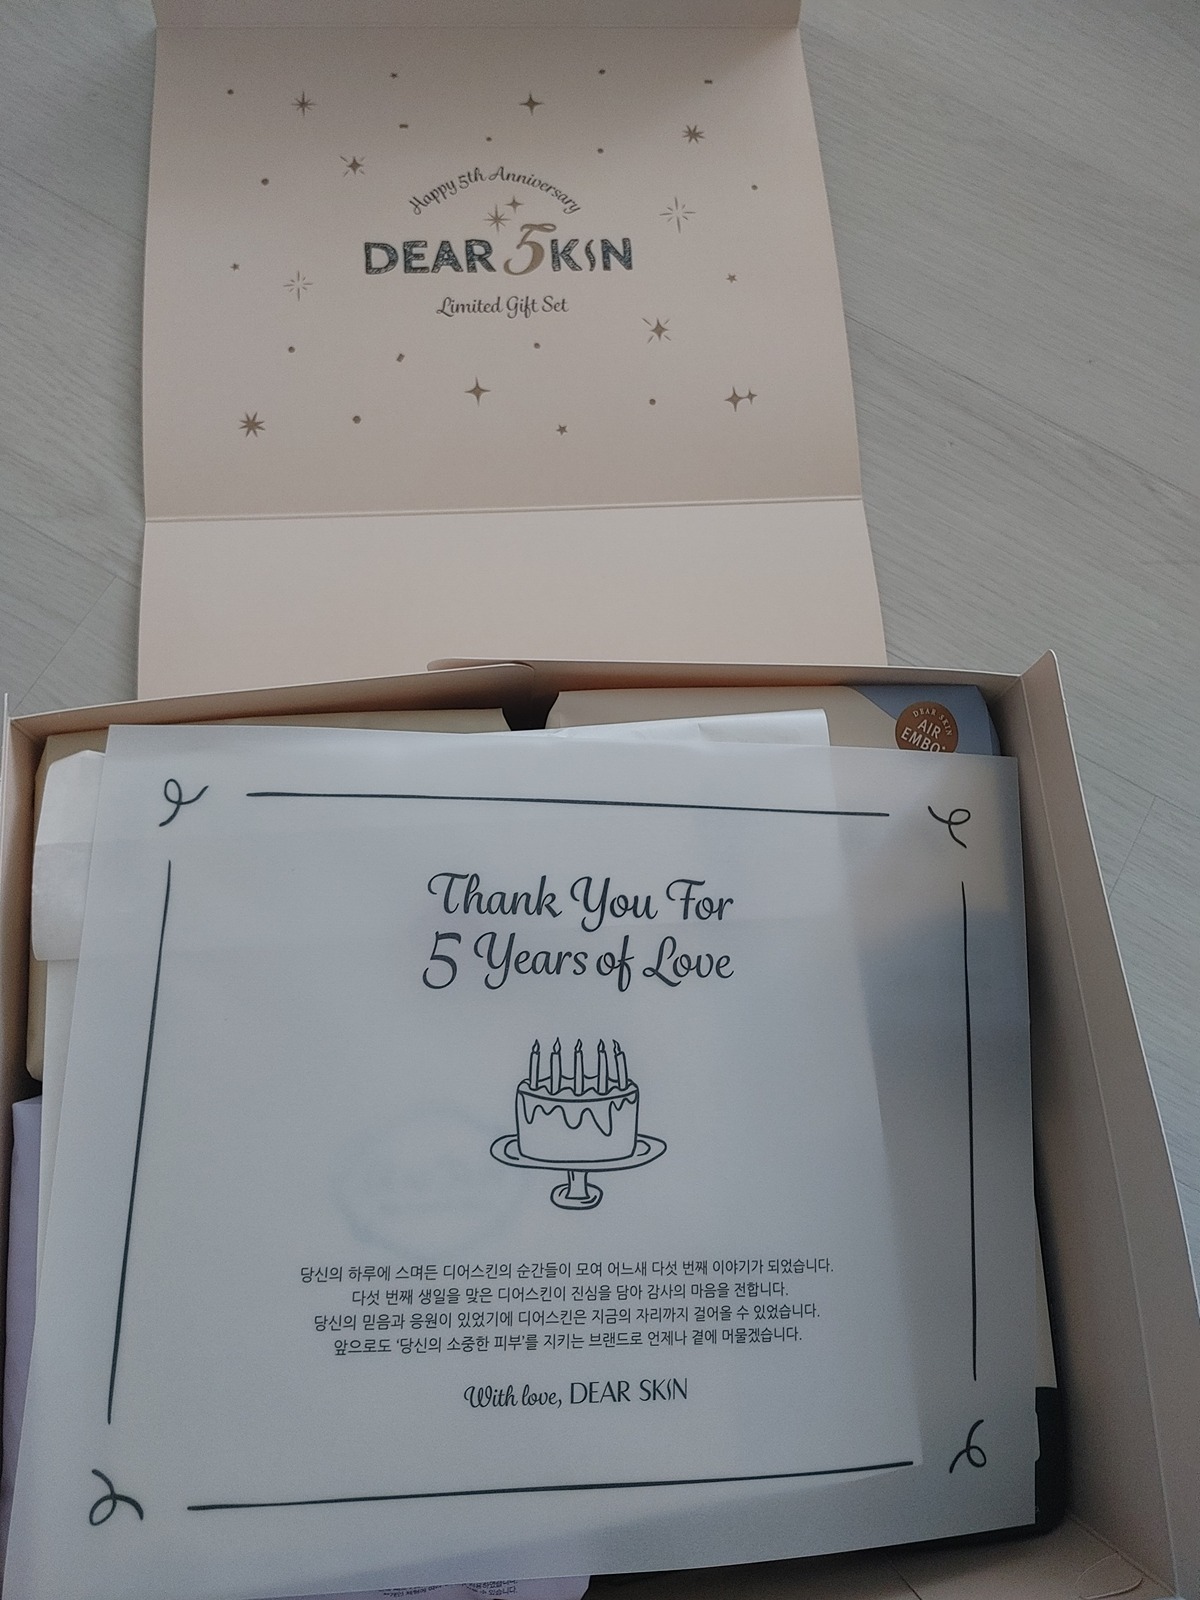 Happy 5th Anniversary
DEAR 5KIN
Limited Gift Set
DEAR SKIN
AIR
EMBO
Thank You For
5 Years of Love
당신의 하루에 스며든 디어스킨의 순간들이 모여 어느새 다섯 번째 이야기가 되었습니다.
다섯 번째 생일을 맞은 디어스킨이 진심을 담아 감사의 마음을 전합니다.
당신의 믿음과 응원이 있었기에 디어스킨은 지금의 자리까지 걸어올 수 있었습니다.
앞으로도 ‘당신의 소중한 피부’를 지키는 브랜드로 언제나 곁에 머물겠습니다.
With love, DEAR SKIN